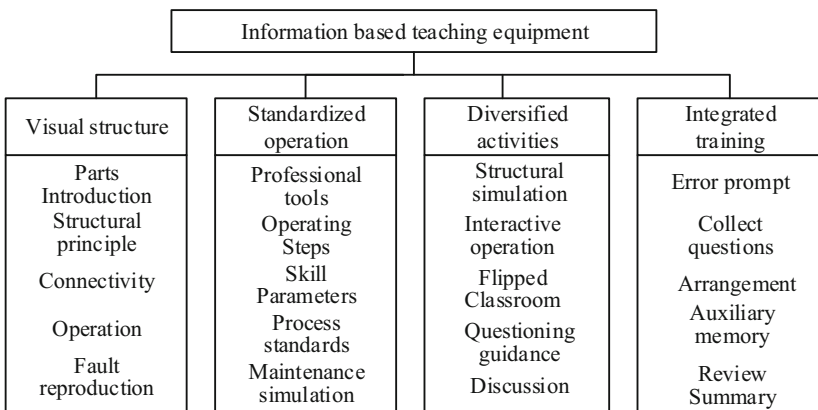 Information based teaching equipment
Visual structure
Parts
Introduction
Structural
principle
Connectivity
Operation
Fault
reproduction
Standardized
operation
Professional
tools
Operating
Steps
Skill
Parameters
Process
standards
Maintenance
simulation
Diversified
activities
Structural
simulation
Interactive
operation
Flipped
Classroom
Questioning
guidance
Discussion
Integrated
training
Error prompt
Collect
questions
Arrangement
Auxiliary
memory
Review
Summary